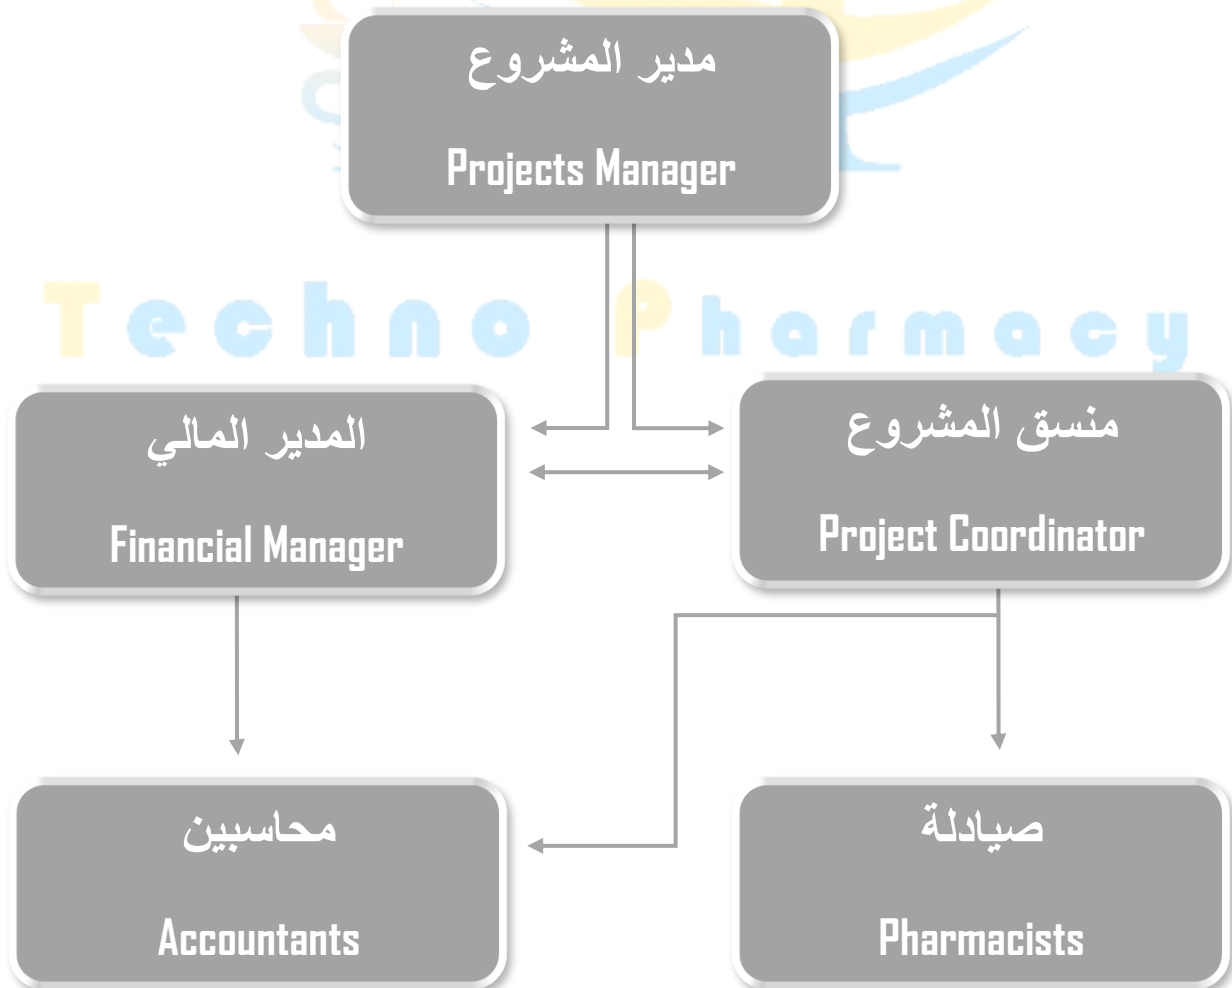 مدير المشروع
Projects Manager
Techno Pharmacy
المدير المالي
Financial Manager
منسق المشروع
Project Coordinator
محاسبين
Accountants
صيادلة
Pharmacists